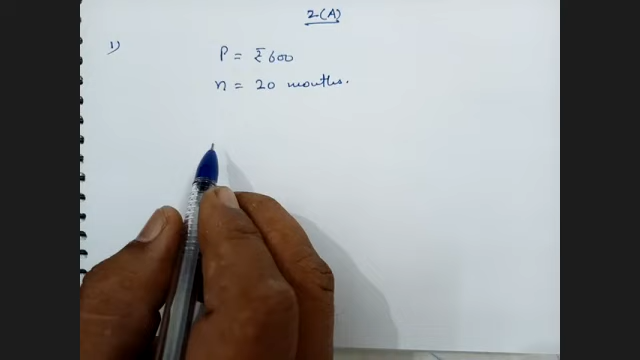 2(A)
1) P = ₹600
n = 20 months.